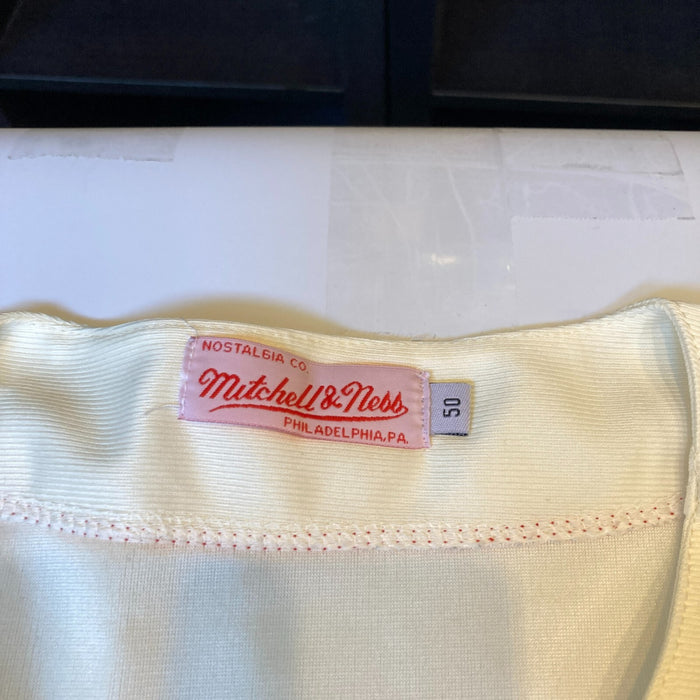 NOSTALGIA CO.
Mitchell & Ness
PHILADELPHIA, PA.
50